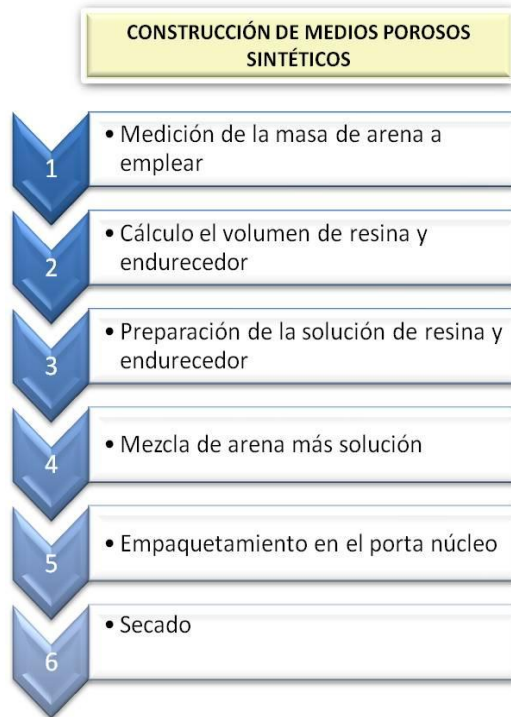 CONSTRUCCIÓN DE MEDIOS POROSOS
SINTÉTICOS
1
• Medición de la masa de arena a
emplear
2
• Cálculo el volumen de resina y
endurecedor
3
• Preparación de la solución de resina y
endurecedor
4
• Mezcla de arena más solución
5
• Empaquetamiento en el porta núcleo
6
• Secado